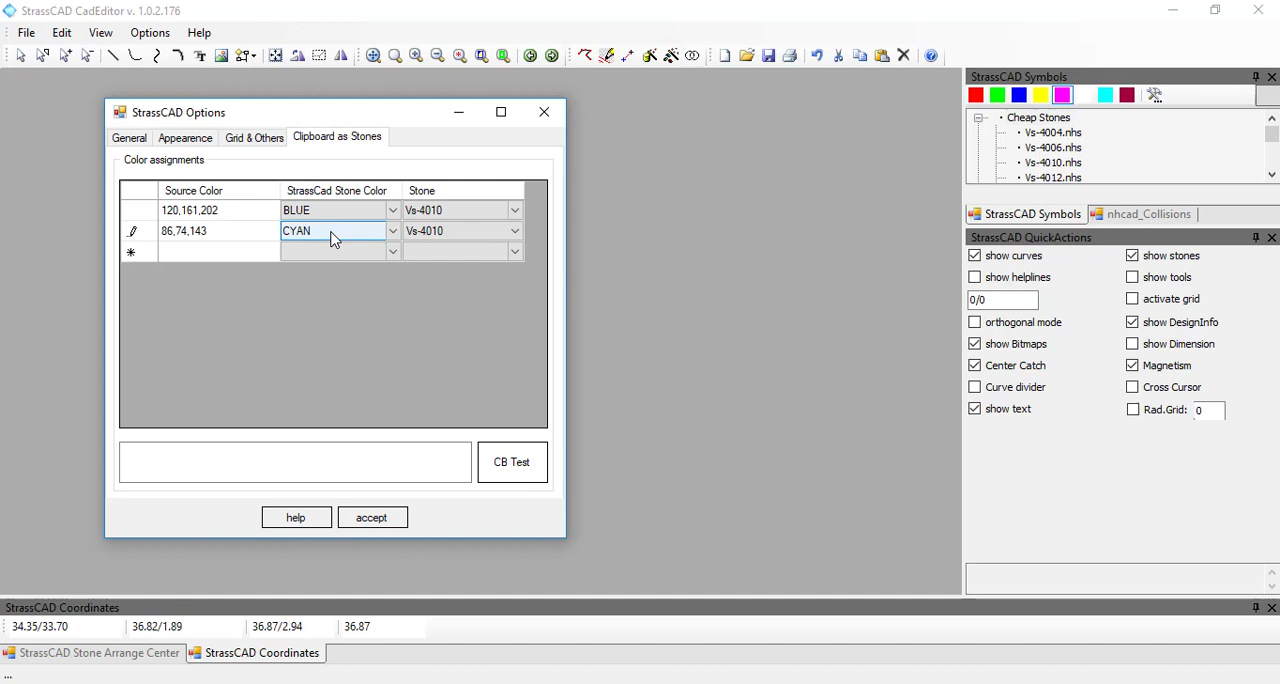 StrassCAD CadEditor v. 1.0.2.176
File Edit View Options Help
StrassCAD Options
General Appearance Grid & Others Clipboard as Stones
Color assignments
Source Color StrassCad Stone Color Stone
120,161,202 BLUE Vs-4010
86,74,143 CYAN Vs-4010
CB Test
help accept
StrassCAD Symbols
Cheap Stones
Vs-4004.nhs
Vs-4006.nhs
Vs-4010.nhs
Vs-4012.nhs
StrassCAD Symbols nhcad_Collisions
StrassCAD QuickActions
show curves show stones
show helplines show tools
0/0 activate grid
orthogonal mode show DesignInfo
show Bitmaps show Dimension
Center Catch Magnetism
Curve divider Cross Cursor
show text Rad.Grid: 0
StrassCAD Coordinates
34.35/33.70 36.82/1.89 36.87/2.94 36.87
StrassCAD Stone Arrange Center StrassCAD Coordinates
...